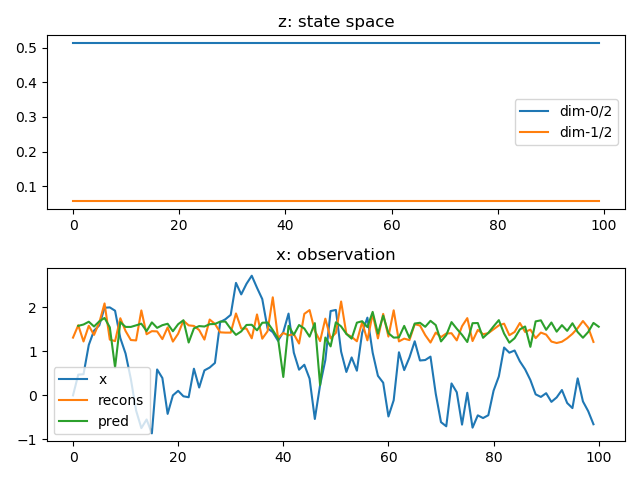 z: state space
0.5
0.4
0.3
0.2
0.1
dim-0/2
dim-1/2
0 20 40 60 80 100
x: observation
2
1
0
−1
x
recons
pred
0 20 40 60 80 100